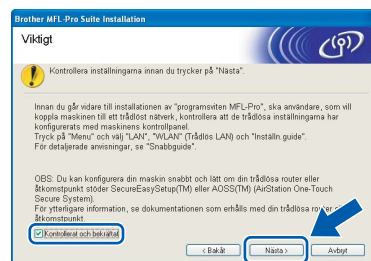 Brother MFL-Pro Suite Installation
Viktigt
Kontrollera inställningarna innan du trycker på "Nästa".
Innan du går vidare till installationen av "programsviten MFL-Pro", ska användare, som vill
koppla maskinen till ett trådlöst nätverk, kontrollera att de trådlösa inställningarna har
konfigurerats med maskinens kontrollpanel.
Tryck på "Menu" och välj "LAN", "WLAN" (Trådlös LAN) och "Inställn.guide".
För detaljerade anvisningar, se "Snabbguide".
OBS: Du kan konfigurera din maskin snabbt och lätt om din trådlösa router eller
åtkomstpunkt stöder SecureEasySetup(TM) eller AOSS(TM) (AirStation One-Touch
Secure System).
För ytterligare information, se dokumentationen som erhålls med din trådlösa router
åtkomstpunkt.
Kontrollerat och bekräftat
< Bakåt Nästa > Avbryt